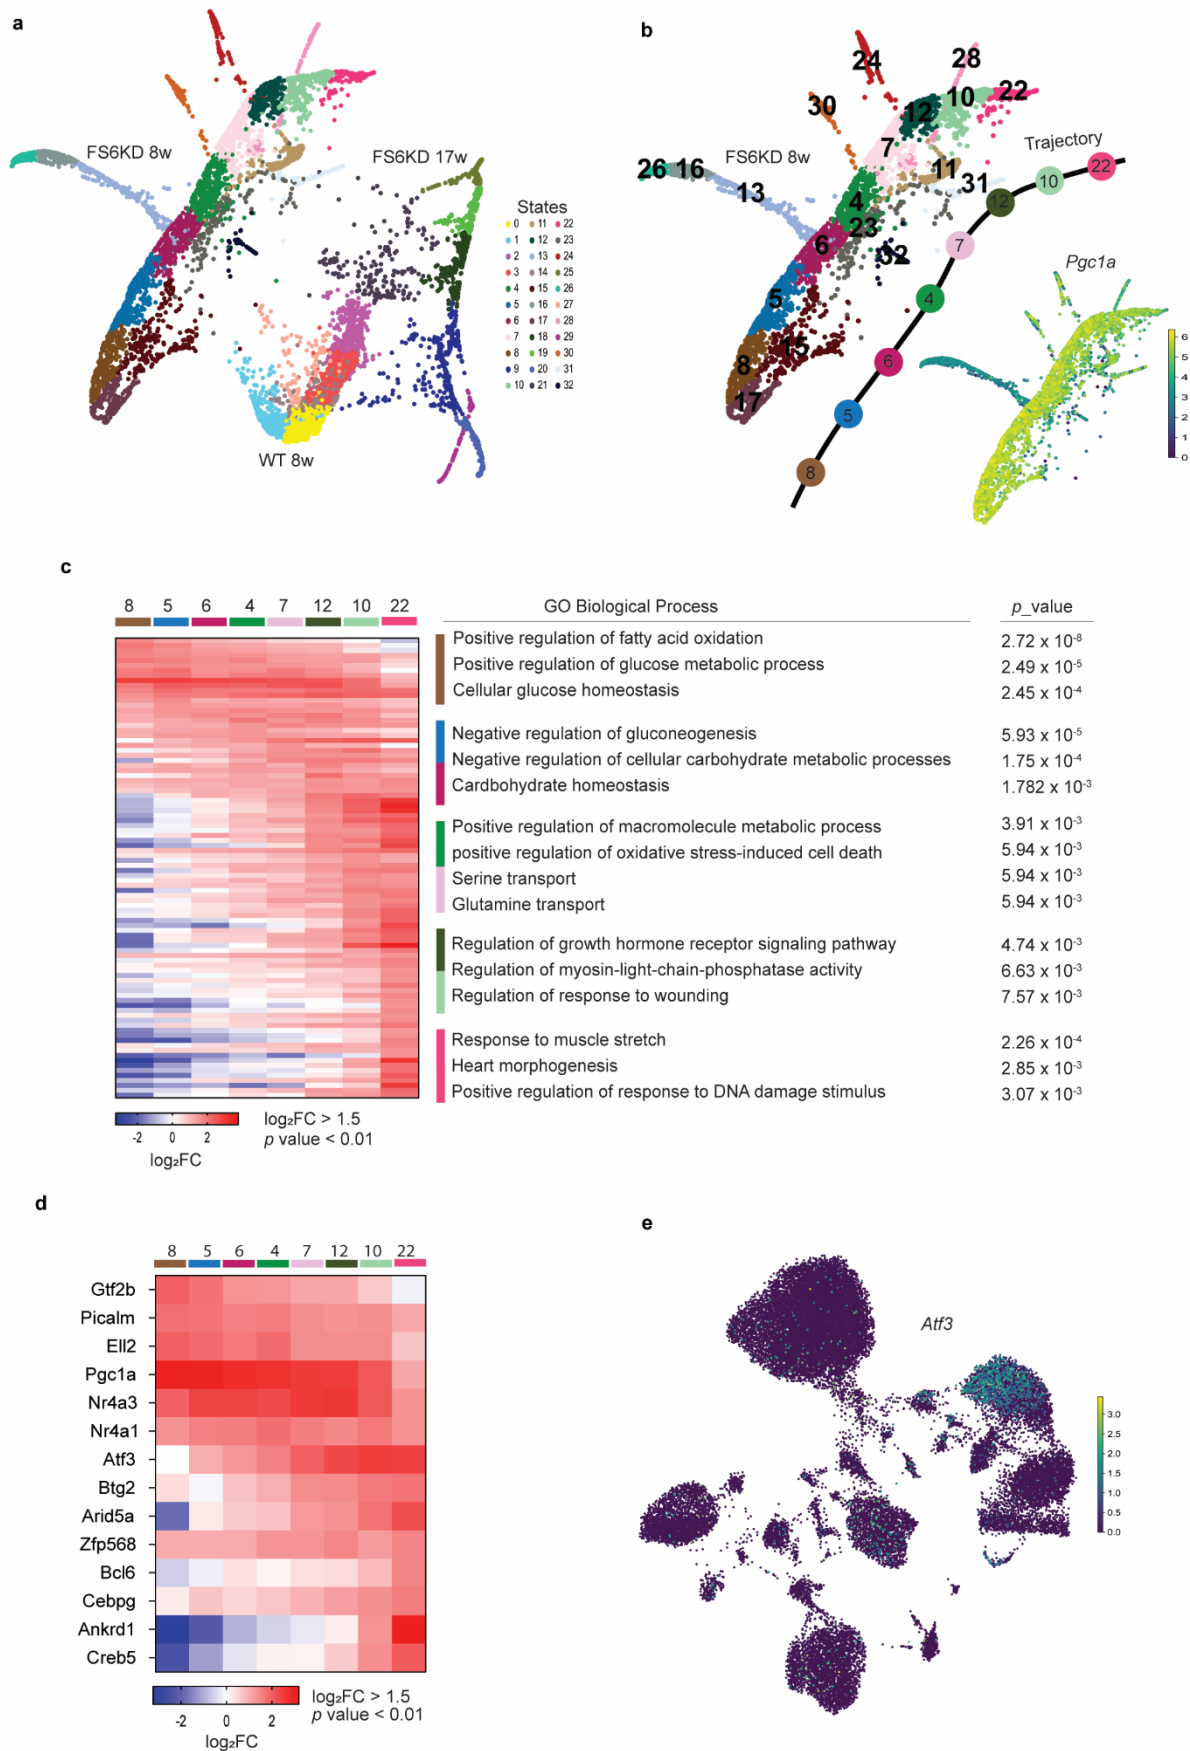 a
FS6KD 8w
FS6KD 17w
WT 8w
States
0 11 22
1 12 23
2 13 24
3 14 25
4 15 26
5 16 27
6 17 28
7 18 29
8 19 30
9 20 31
10 21 32
b
24
28
30
12
10
22
7
Trajectory
FS6KD 8w
26 16
13
11
31
4
23
6
32
5
15
8
17
22
10
12
7
4
6
5
8
Pgc1a
6
5
4
3
2
1
0
c
8 5 6 4 7 12 10 22
GO Biological Process
p_value
Positive regulation of fatty acid oxidation 2.72 x 10⁻⁸
Positive regulation of glucose metabolic process 2.49 x 10⁻⁵
Cellular glucose homeostasis 2.45 x 10⁻⁴
Negative regulation of gluconeogenesis 5.93 x 10⁻⁵
Negative regulation of cellular carbohydrate metabolic processes 1.75 x 10⁻⁴
Cardbohydrate homeostasis 1.782 x 10⁻³
Positive regulation of macromolecule metabolic process 3.91 x 10⁻³
positive regulation of oxidative stress-induced cell death 5.94 x 10⁻³
Serine transport 5.94 x 10⁻³
Glutamine transport 5.94 x 10⁻³
Regulation of growth hormone receptor signaling pathway 4.74 x 10⁻³
Regulation of myosin-light-chain-phosphatase activity 6.63 x 10⁻³
Regulation of response to wounding 7.57 x 10⁻³
Response to muscle stretch 2.26 x 10⁻⁴
Heart morphogenesis 2.85 x 10⁻³
Positive regulation of response to DNA damage stimulus 3.07 x 10⁻³
-2 0 2
log₂FC
log₂FC > 1.5
p value < 0.01
d
8 5 6 4 7 12 10 22
Gtf2b
Picalm
Ell2
Pgc1a
Nr4a3
Nr4a1
Atf3
Btg2
Arid5a
Zfp568
Bcl6
Cebpg
Ankrd1
Creb5
-2 0 2
log₂FC
log₂FC > 1.5
p value < 0.01
e
Atf3
3.0
2.5
2.0
1.5
1.0
0.5
0.0